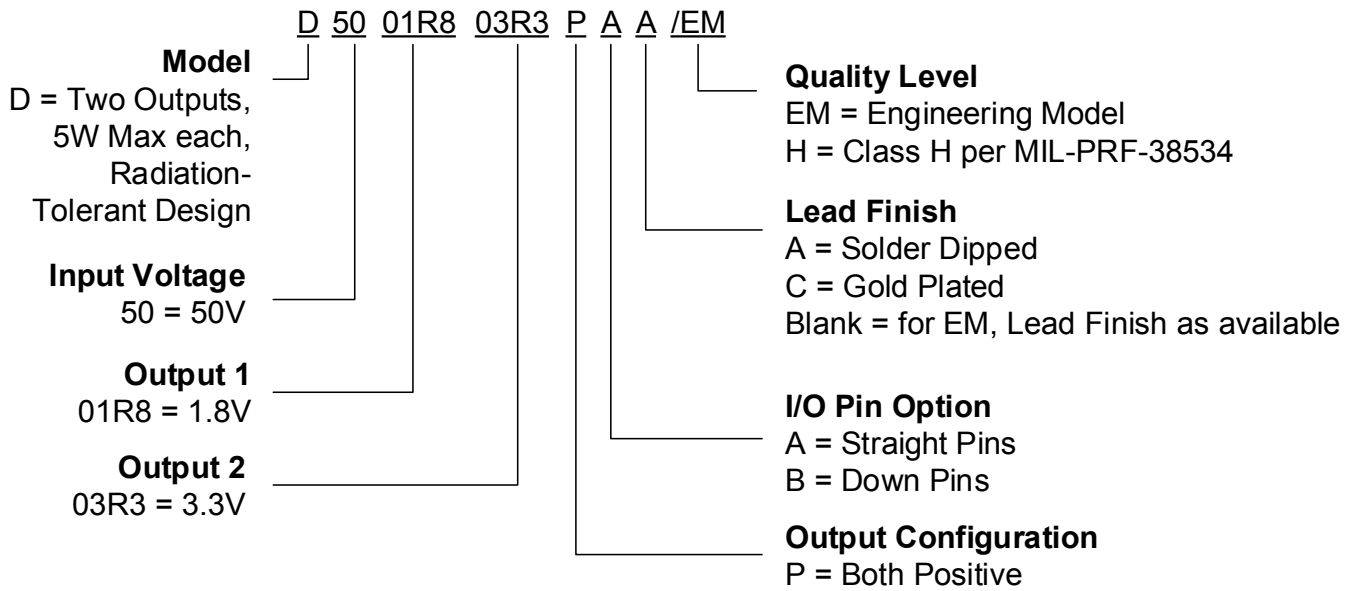 D 50 01R8 03R3 P A A /EM
Model
D = Two Outputs,
5W Max each,
Radiation-
Tolerant Design
Input Voltage
50 = 50V
Output 1
01R8 = 1.8V
Output 2
03R3 = 3.3V
Quality Level
EM = Engineering Model
H = Class H per MIL-PRF-38534
Lead Finish
A = Solder Dipped
C = Gold Plated
Blank = for EM, Lead Finish as available
I/O Pin Option
A = Straight Pins
B = Down Pins
Output Configuration
P = Both Positive